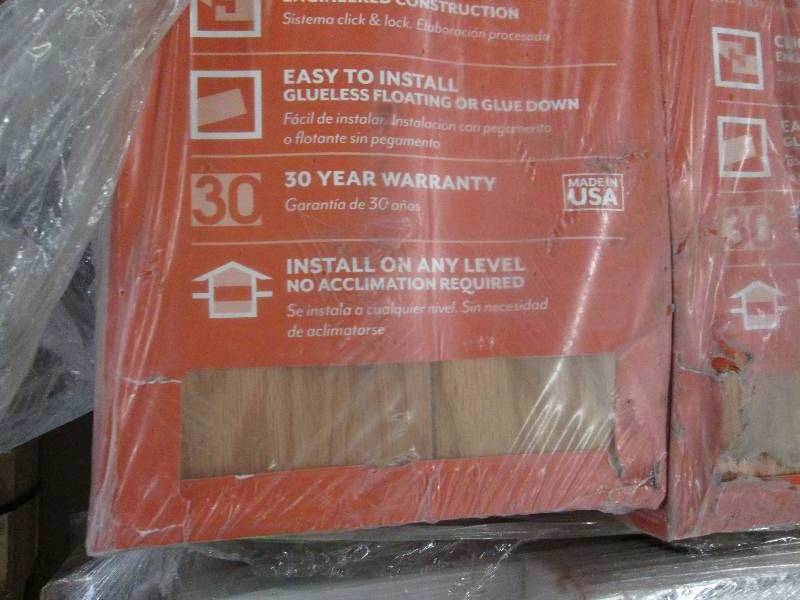 ENGINEERED CONSTRUCTION
Sistema click & lock. Elaboración procesada
EASY TO INSTALL
GLUELESS FLOATING OR GLUE DOWN
Fácil de instalar. Instalación con pegamento
o flotante sin pegamento
30
30 YEAR WARRANTY
Garantía de 30 años
MADE IN
USA
INSTALL ON ANY LEVEL
NO ACCLIMATION REQUIRED
Se instala a cualquier nivel. Sin necesidad
de aclimatarse
30